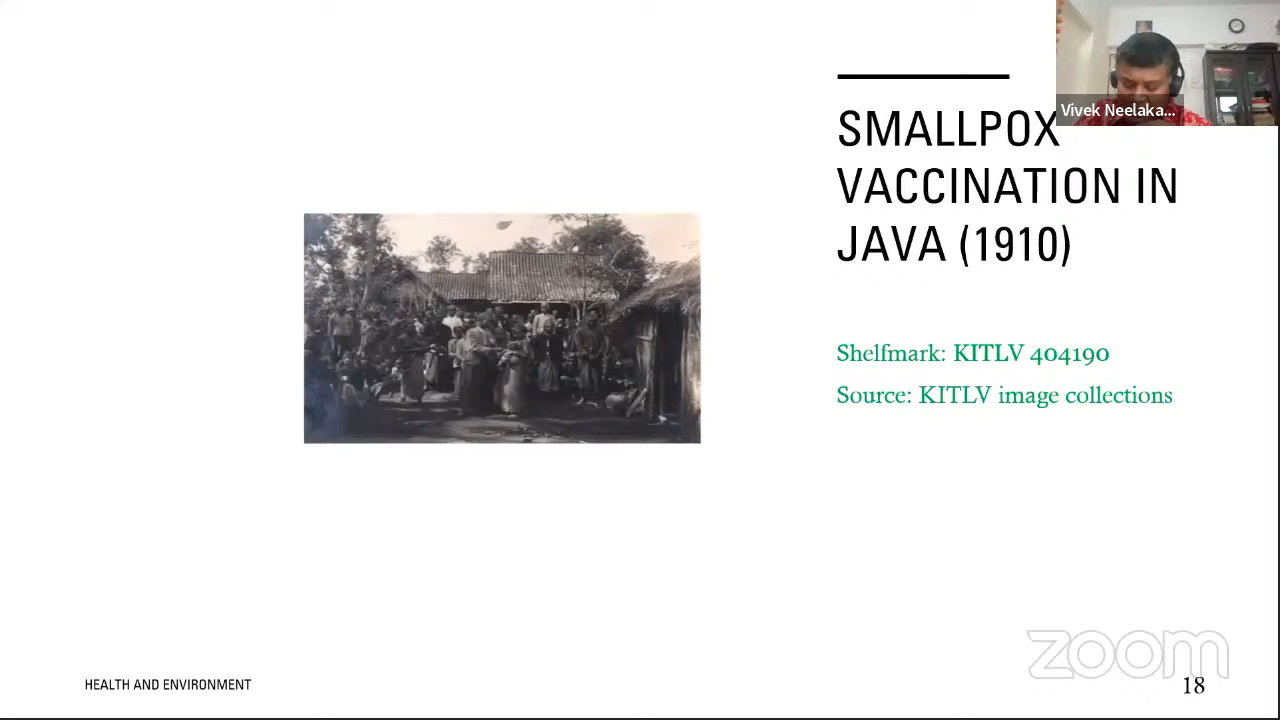 Vivek Neelaka...
SMALLPOX
VACCINATION IN
JAVA (1910)
Shelfmark: KITLV 404190
Source: KITLV image collections
zoom
HEALTH AND ENVIRONMENT
18